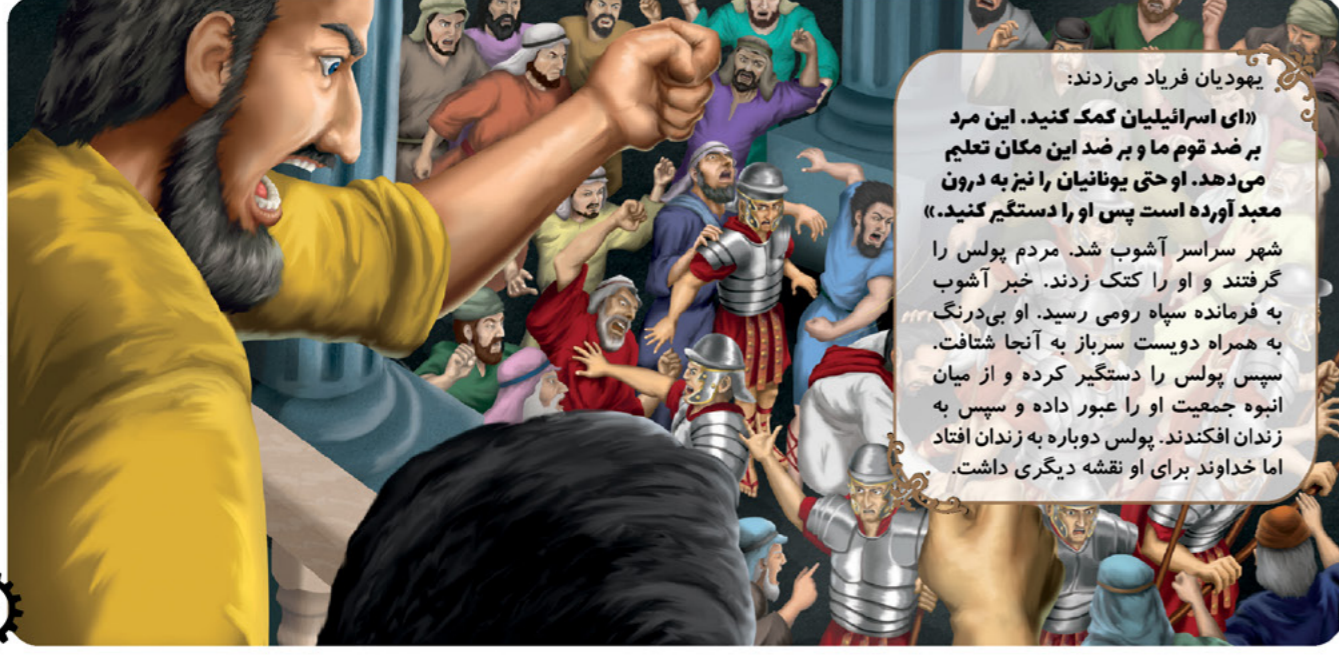 یهودیان فریاد می‌زدند:
«ای اسرائیلیان کمک کنید. این مرد
بر ضد قوم ما و بر ضد این مکان تعلیم
می‌دهد. او حتی یونانیان را نیز به درون
معبد آورده است پس او را دستگیر کنید.»
شهر سراسر آشوب شد. مردم پولس را
گرفتند و او را کتک زدند. خبر آشوب
به فرمانده سپاه رومی رسید. او بی‌درنگ
به همراه دویست سرباز به آنجا شتافت.
سپس پولس را دستگیر کرده و از میان
انبوه جمعیت او را عبور داده و سپس به
زندان افکندند. پولس دوباره به زندان افتاد
اما خداوند برای او نقشه دیگری داشت.